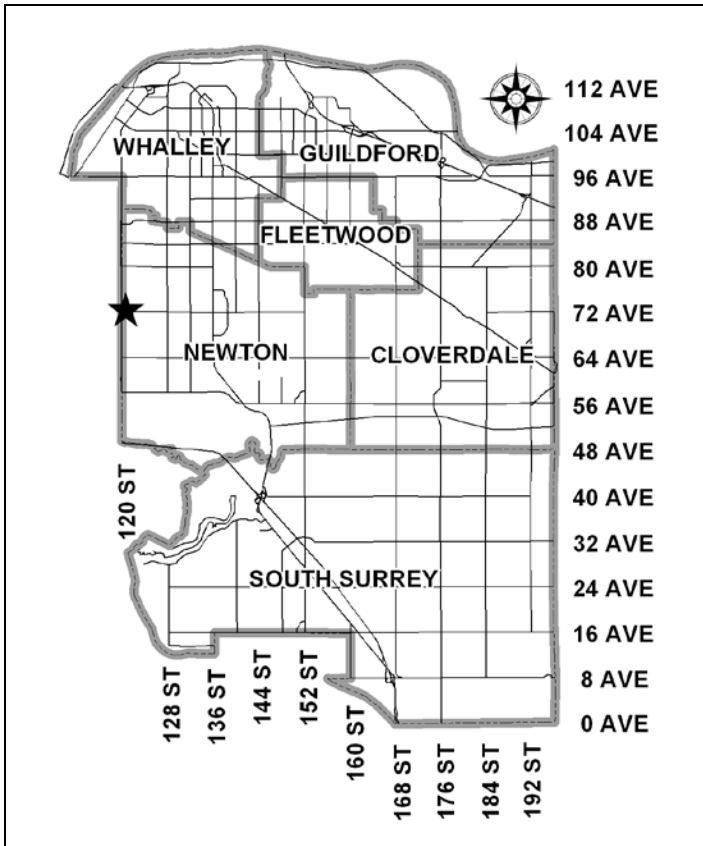 112 AVE
104 AVE
WHALLEY
GUILDFORD
96 AVE
88 AVE
FLEETWOOD
80 AVE
72 AVE
NEWTON
CLOVERDALE
64 AVE
56 AVE
48 AVE
120 ST
40 AVE
32 AVE
SOUTH SURREY
24 AVE
16 AVE
8 AVE
0 AVE
128 ST
136 ST
144 ST
152 ST
160 ST
168 ST
176 ST
184 ST
192 ST